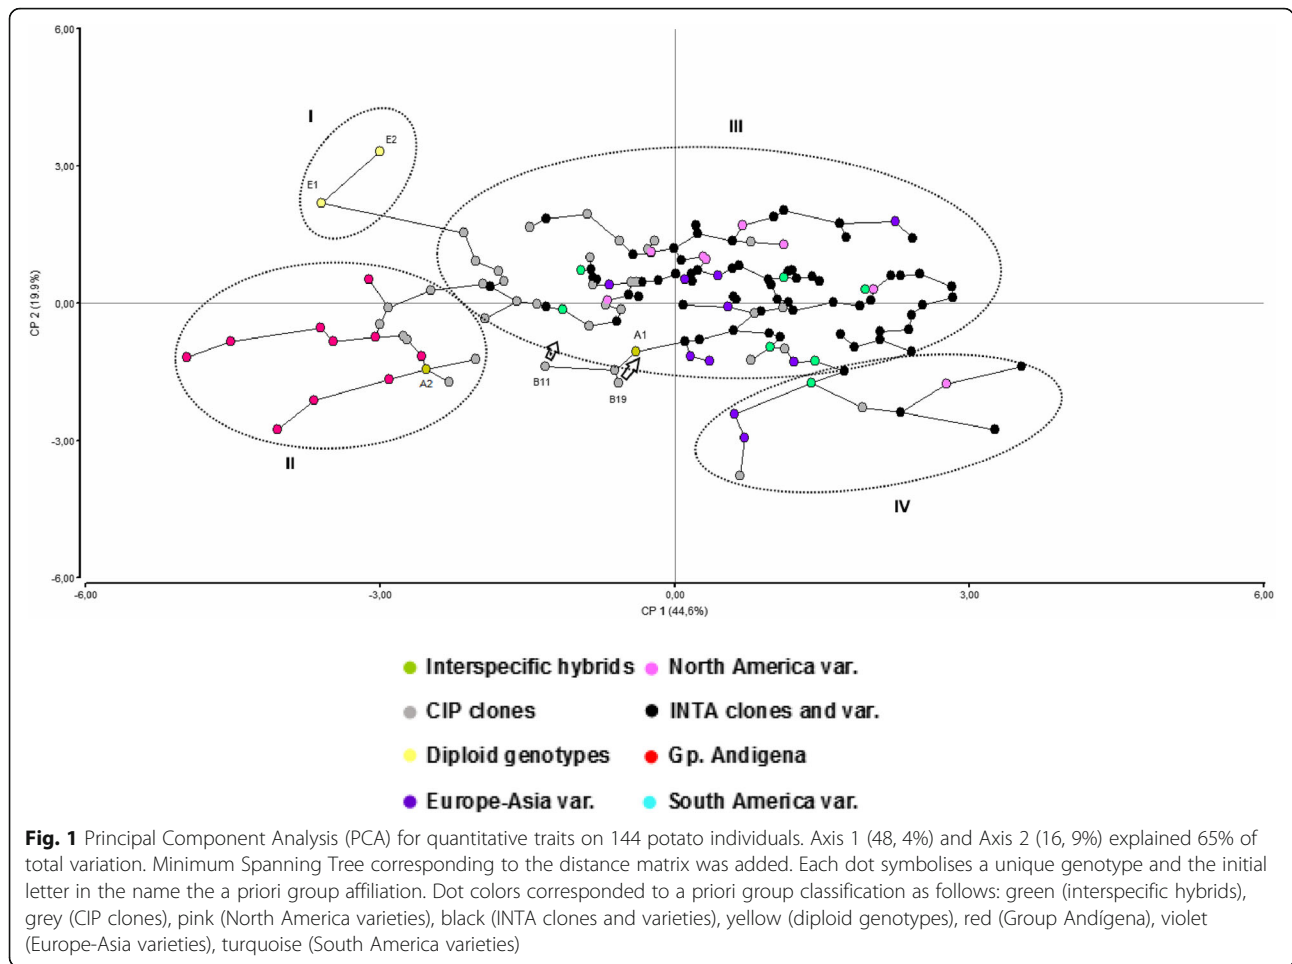 6,00
I
E2
III
3,00
E1
CP 2 (19.9%)
0,00
A1
B11
A2
B19
-3,00
II
IV
-6,00
-6,00 -3,00 0,00 3,00 6,00
CP 1 (44,6%)
Interspecific hybrids North America var.
CIP clones INTA clones and var.
Diploid genotypes Gp. Andigena
Europe-Asia var. South America var.
Fig. 1 Principal Component Analysis (PCA) for quantitative traits on 144 potato individuals. Axis 1 (48, 4%) and Axis 2 (16, 9%) explained 65% of
total variation. Minimum Spanning Tree corresponding to the distance matrix was added. Each dot symbolises a unique genotype and the initial
letter in the name the a priori group affiliation. Dot colors corresponded to a priori group classification as follows: green (interspecific hybrids),
grey (CIP clones), pink (North America varieties), black (INTA clones and varieties), yellow (diploid genotypes), red (Group Andígena), violet
(Europe-Asia varieties), turquoise (South America varieties)